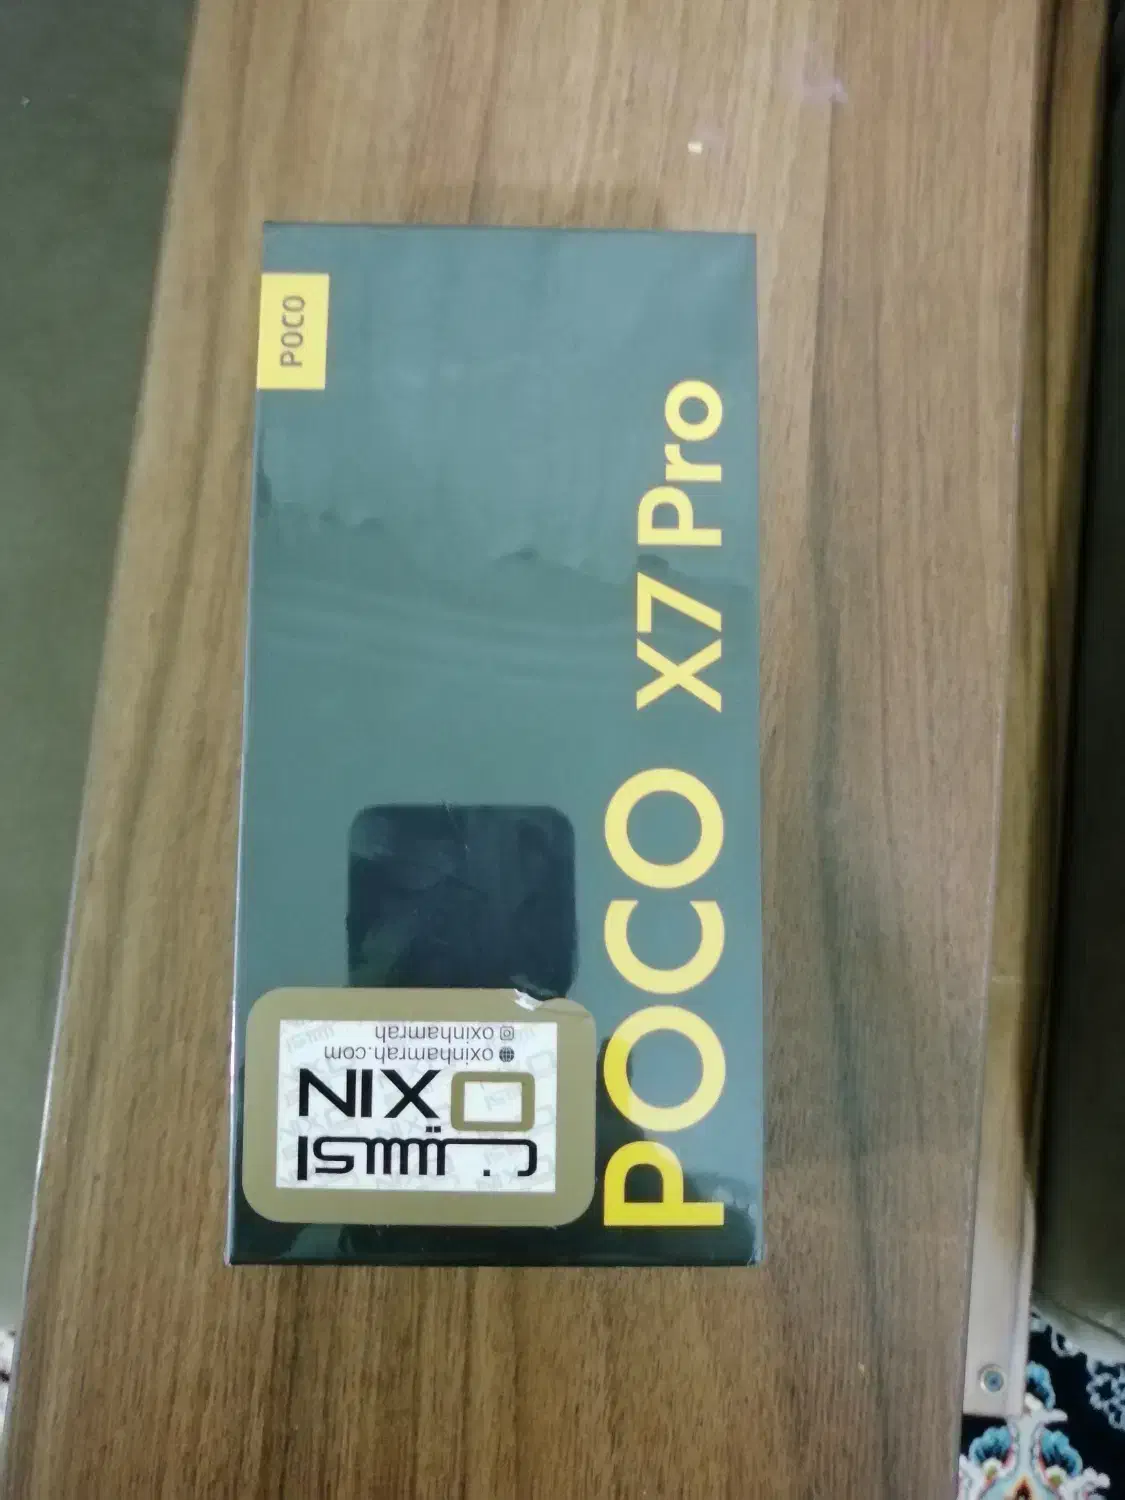 POCO
POCO X7 Pro
اکسین
OXIN
oxinhamrah.com
oxinhamrah